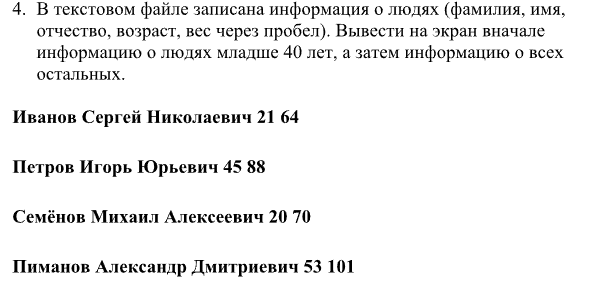 4. В текстовом файле записана информация о людях (фамилия, имя,
отчество, возраст, вес через пробел). Вывести на экран вначале
информацию о людях младше 40 лет, а затем информацию о всех
остальных.
Иванов Сергей Николаевич 21 64
Петров Игорь Юрьевич 45 88
Семёнов Михаил Алексеевич 20 70
Пиманов Александр Дмитриевич 53 101